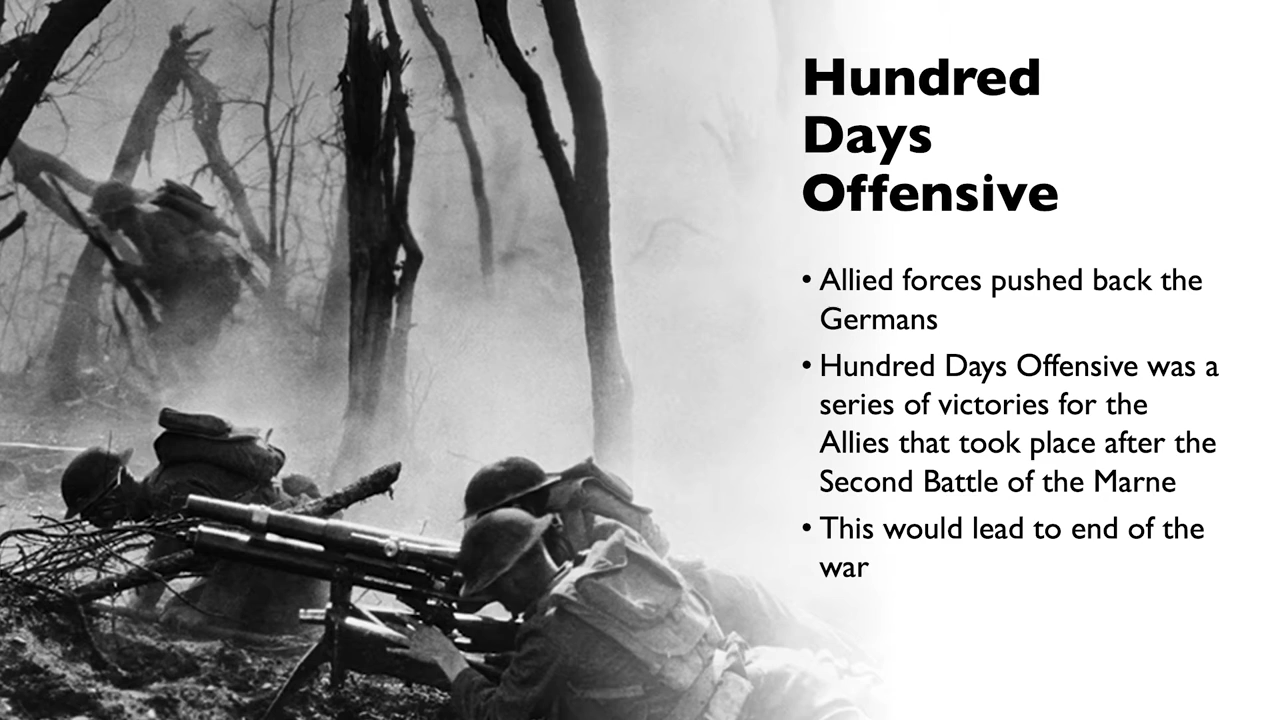 Hundred
Days
Offensive
• Allied forces pushed back the
Germans
• Hundred Days Offensive was a
series of victories for the
Allies that took place after the
Second Battle of the Marne
• This would lead to end of the
war